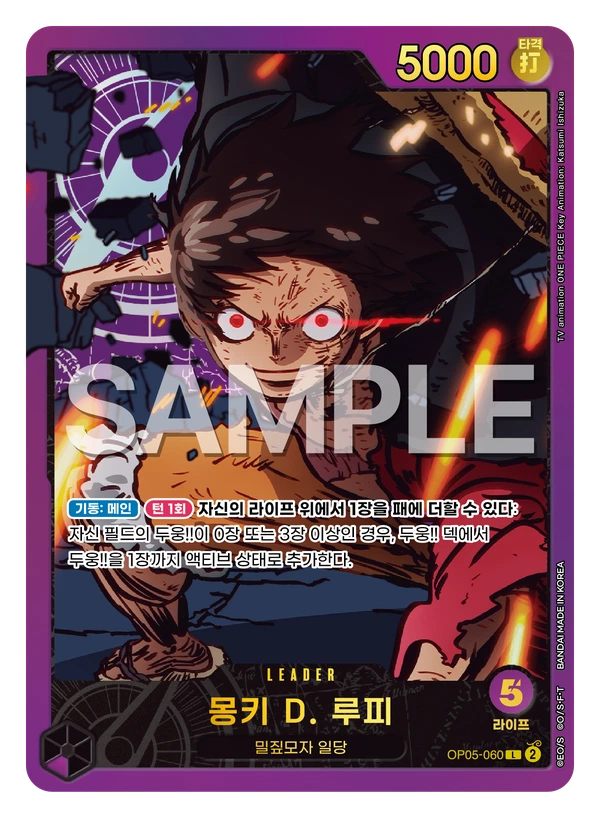 5000
타격
打
TV animation ONE PIECE Key Animation: Katsumi Ishizuka
SAMPLE
기동: 메인 턴 1회 자신의 라이프 위에서 1장을 패에 더할 수 있다:
자신 필드의 두웅!!이 0장 또는 3장 이상인 경우, 두웅!! 덱에서
두웅!!을 1장까지 액티브 상태로 추가한다.
LEADER
몽키 D. 루피
5
라이프
밀짚모자 일당
OP05-060 L 2
©EO/S ©O/S·F·T BANDAI MADE IN KOREA